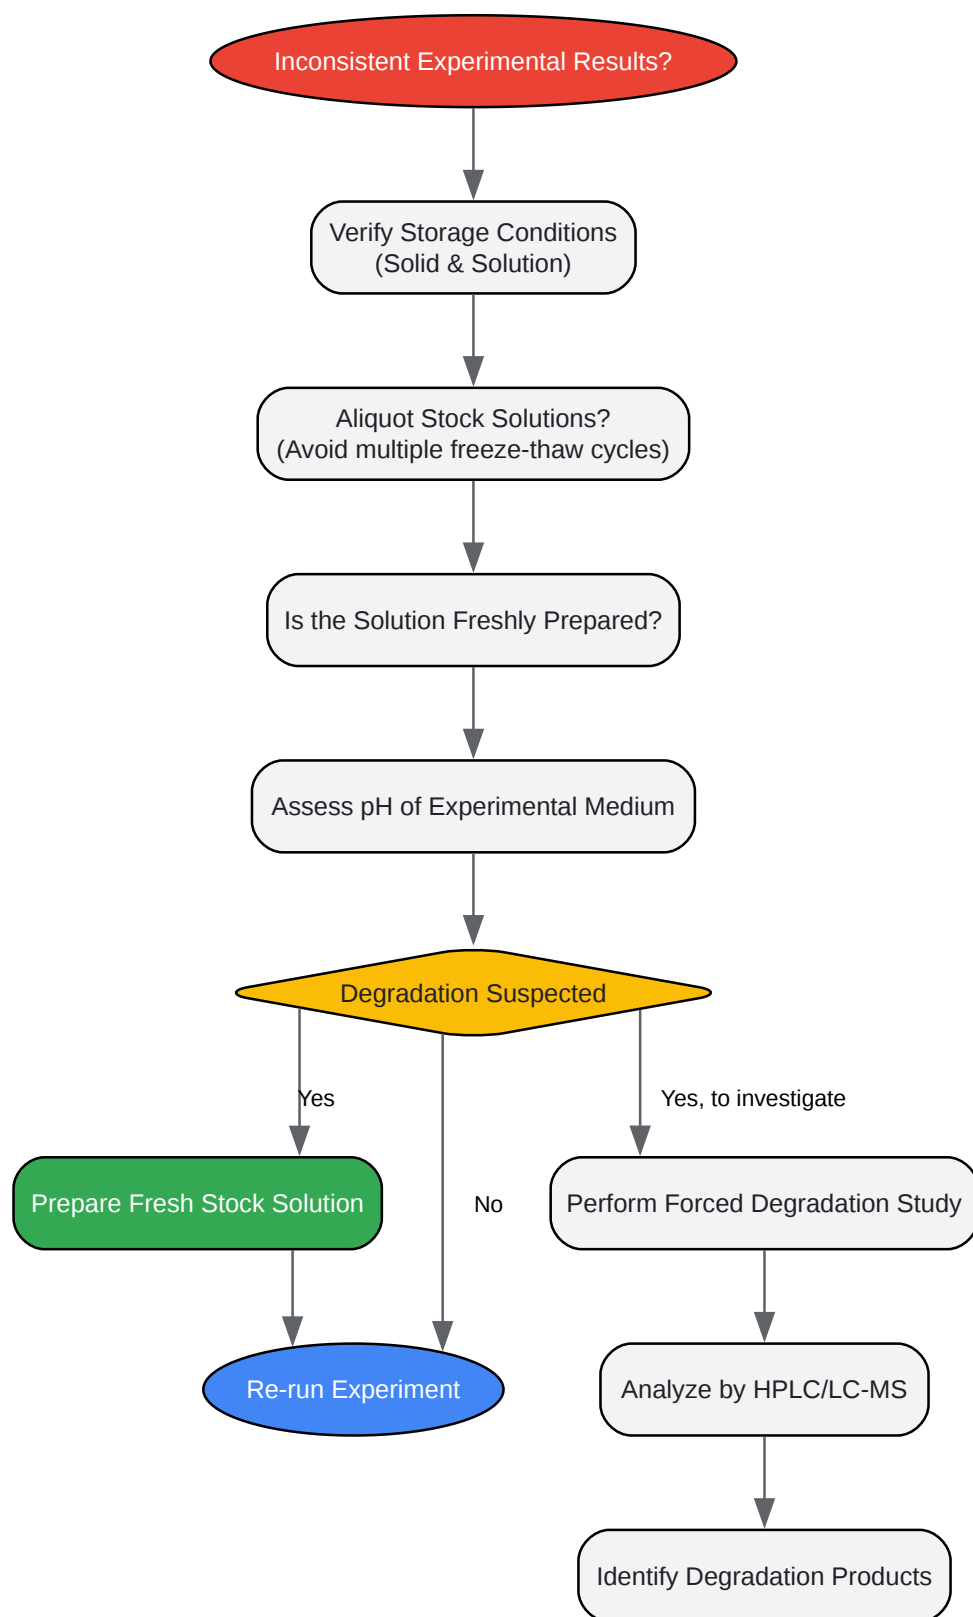 Inconsistent Experimental Results?
Verify Storage Conditions
(Solid & Solution)
Aliquot Stock Solutions?
(Avoid multiple freeze-thaw cycles)
Is the Solution Freshly Prepared?
Assess pH of Experimental Medium
Degradation Suspected
Yes
Yes, to investigate
Prepare Fresh Stock Solution
No
Perform Forced Degradation Study
Re-run Experiment
Analyze by HPLC/LC-MS
Identify Degradation Products